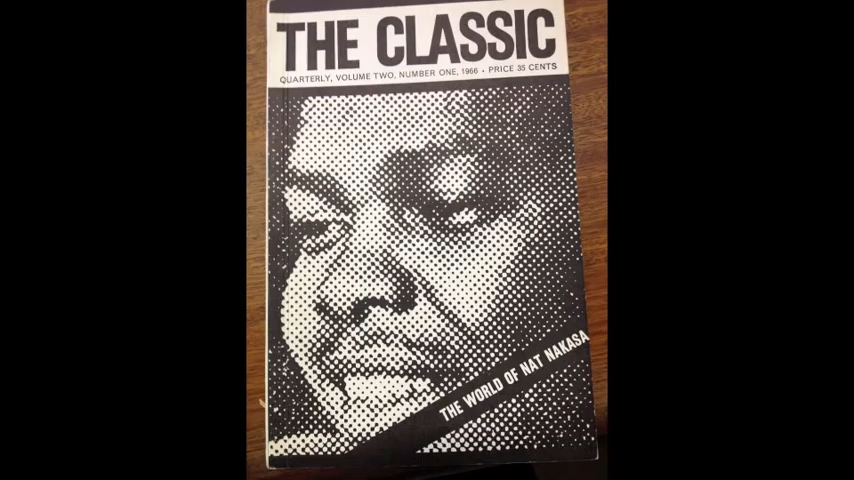 THE CLASSIC
QUARTERLY, VOLUME TWO, NUMBER ONE, 1966 • PRICE 35 CENTS
THE WORLD OF NAT NAKASA